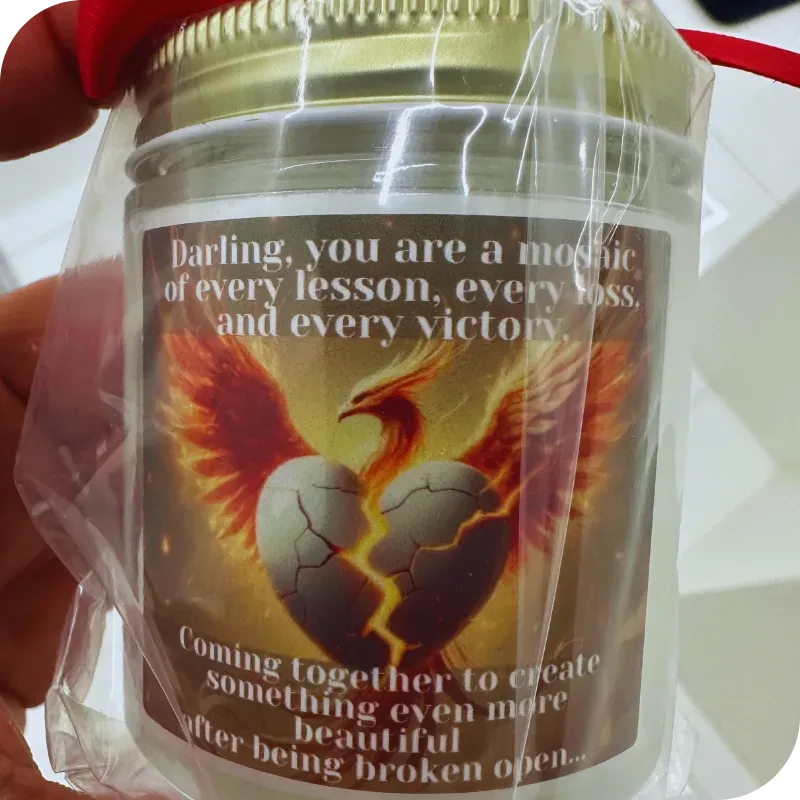 Darling, you are a mosaic
of every lesson, every loss,
and every victory.
Coming together to create
something even more
beautiful
after being broken open...